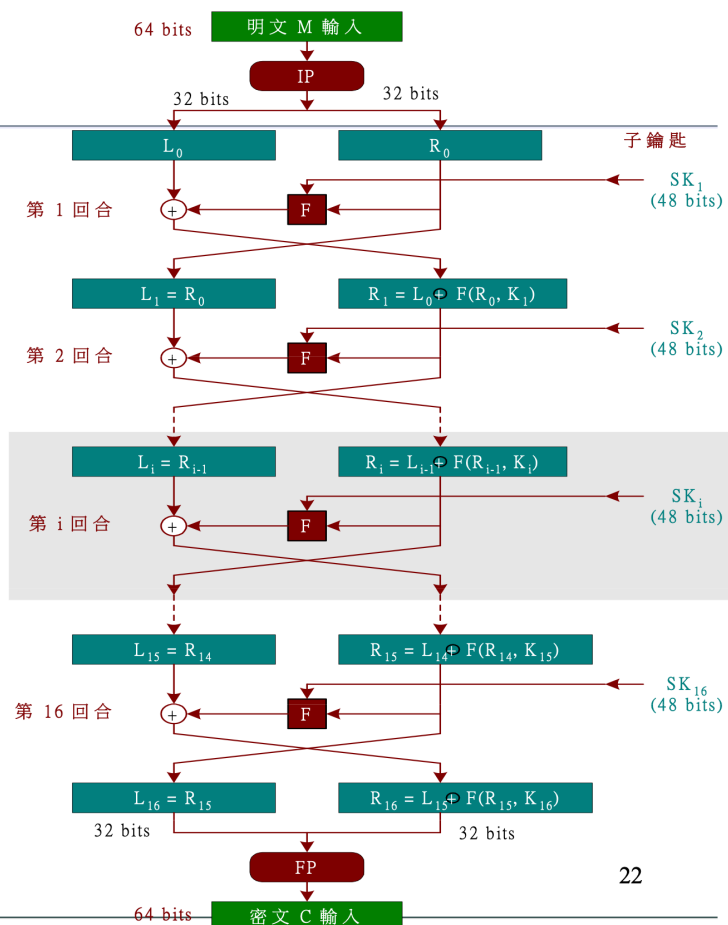 64 bits
明文 M 輸入
IP
32 bits
32 bits
L₀
R₀
子鑰匙
SK₁
(48 bits)
第 1 回合
+
F
L₁ = R₀
R₁ = L₀⊕ F(R₀, K₁)
SK₂
(48 bits)
第 2 回合
+
F
Lᵢ = Rᵢ₋₁
Rᵢ = Lᵢ₋₁⊕ F(Rᵢ₋₁, Kᵢ)
SKᵢ
(48 bits)
第 i 回合
+
F
L₁₅ = R₁₄
R₁₅ = L₁₄⊕ F(R₁₄, K₁₅)
SK₁₆
(48 bits)
第 16 回合
+
F
L₁₆ = R₁₅
R₁₆ = L₁₅⊕ F(R₁₅, K₁₆)
32 bits
32 bits
FP
22
64 bits
密文 C 輸入